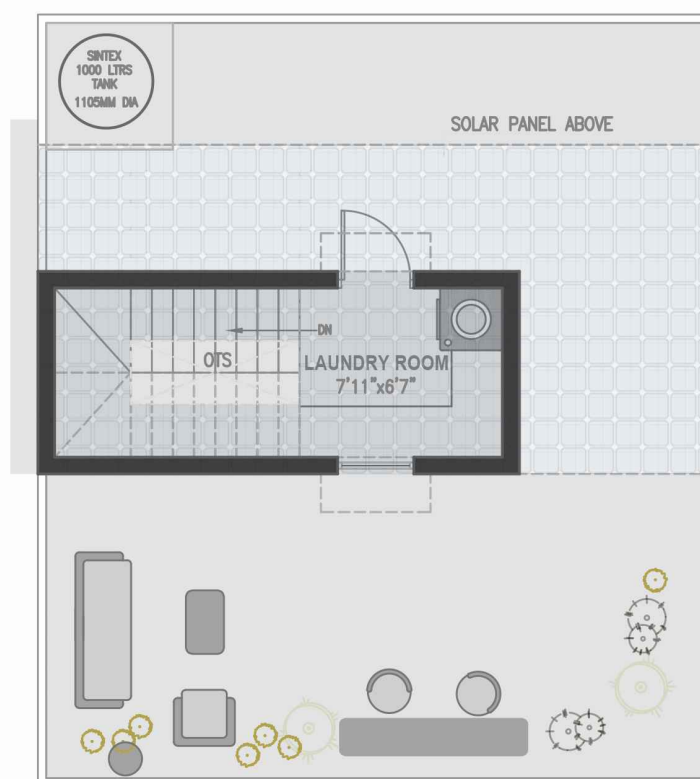 SINTEX
1000 LTRS
TANK
1105MM DIA
SOLAR PANEL ABOVE
DN
OTS
LAUNDRY ROOM
7'11"x6'7"